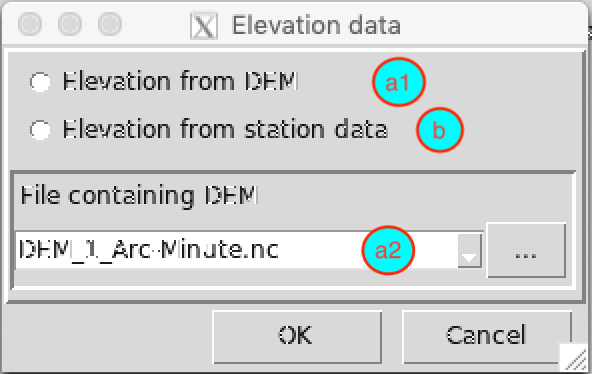 X Elevation data
Elevation from DEM a1
Elevation from station data b
File containing DEM
DEM_1_Arc-Minute.nc a2 ...
OK Cancel